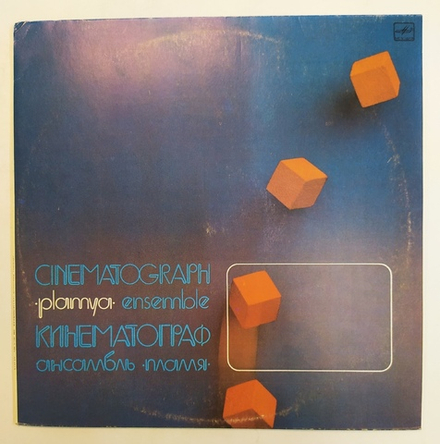 CINEMATOGRAPH
·plamya· ensemble
КИНЕМАТОГРАФ
ансамбль ·пламя·